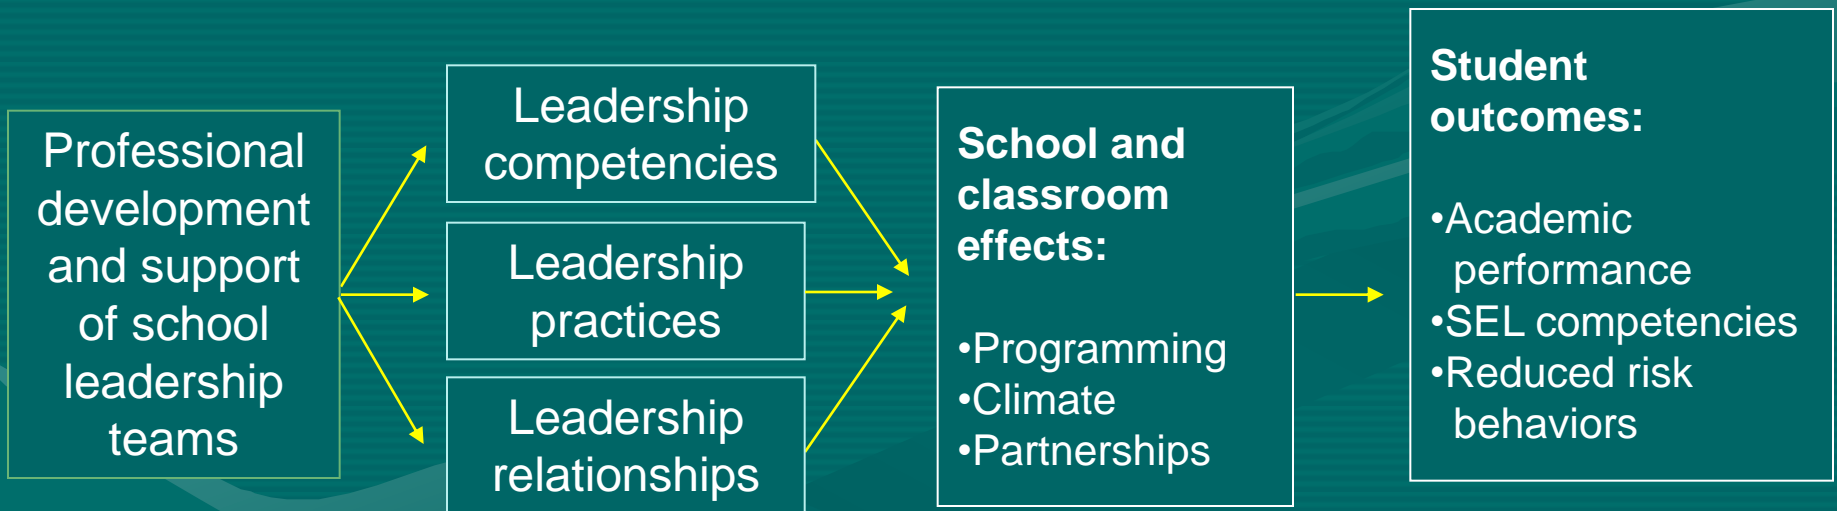 Professional
development
and support
of school
leadership
teams
Leadership
competencies
Leadership
practices
Leadership
relationships
School and
classroom
effects:
•Programming
•Climate
•Partnerships
Student
outcomes:
•Academic
performance
•SEL competencies
•Reduced risk
behaviors